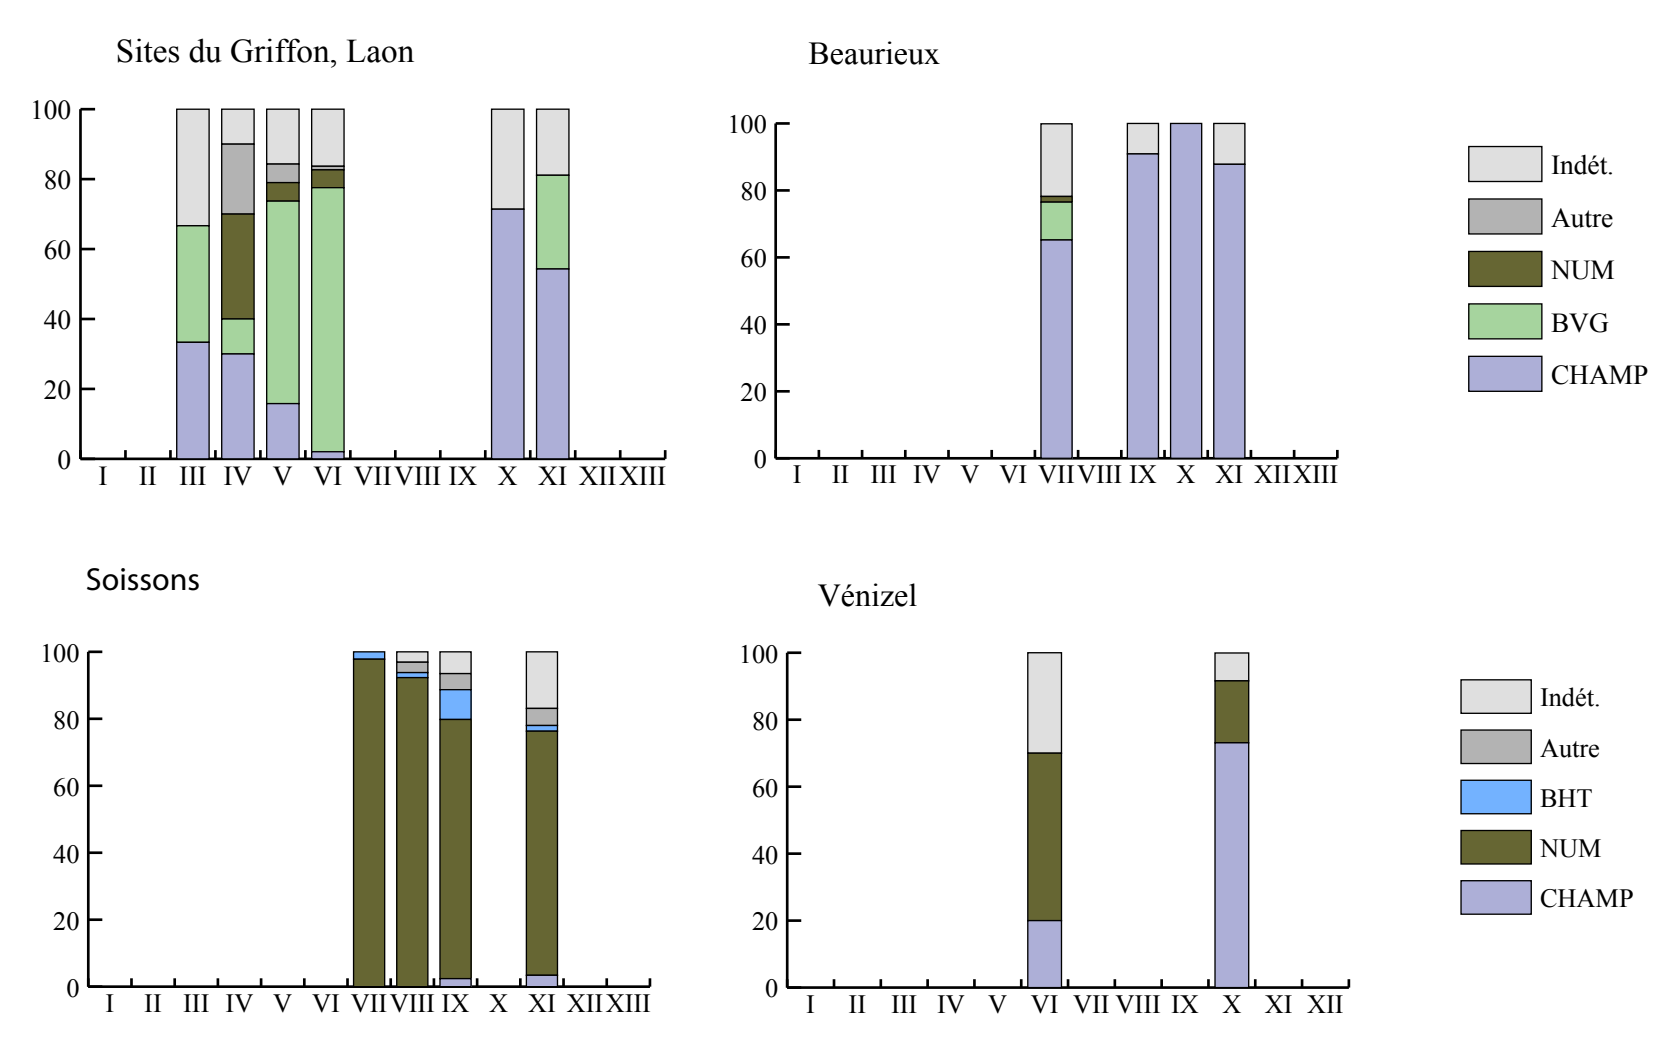 Sites du Griffon, Laon
100
80
60
40
20
0
I II III IV V VI VII VIII IX X XI XII XIII
Beaurieux
100
80
60
40
20
0
I II III IV V VI VII VIII IX X XI XII XIII
Indét.
Autre
NUM
BVG
CHAMP
Soissons
100
80
60
40
20
0
I II III IV V VI VII VIII IX X XI XII XIII
Vénizel
100
80
60
40
20
0
I II III IV V VI VII VIII IX X XI XII
Indét.
Autre
BHT
NUM
CHAMP